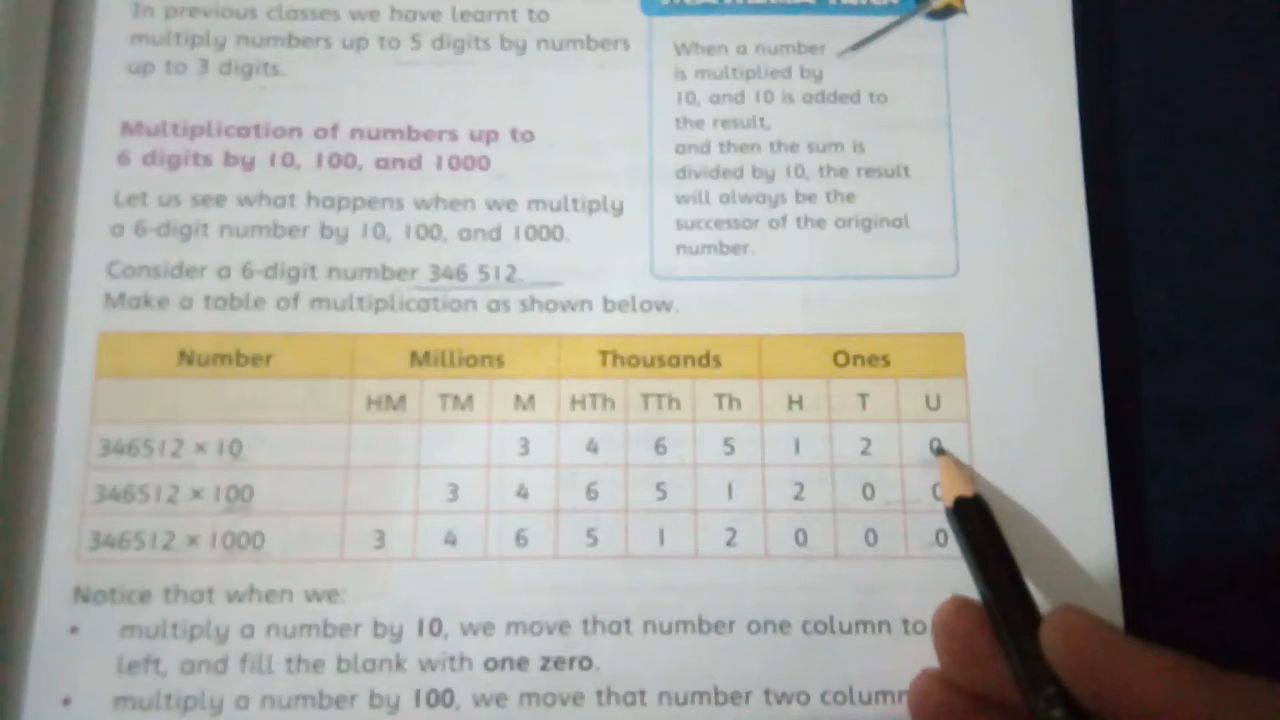 In previous classes we have learnt to
multiply numbers up to 5 digits by numbers
up to 3 digits.
Multiplication of numbers up to
6 digits by 10, 100, and 1000
Let us see what happens when we multiply
a 6-digit number by 10, 100, and 1000.
Consider a 6-digit number 346 512.
Make a table of multiplication as shown below.
When a number
is multiplied by
10, and 10 is added to
the result,
and then the sum is
divided by 10, the result
will always be the
successor of the original
number.
Number Millions Thousands Ones
HM TM M HTh TTh Th H T U
346512 × 10 3 4 6 5 1 2 0
346512 × 100 3 4 6 5 1 2 0 0
346512 × 1000 3 4 6 5 1 2 0 0 0
Notice that when we:
• multiply a number by 10, we move that number one column to
left, and fill the blank with one zero.
• multiply a number by 100, we move that number two column